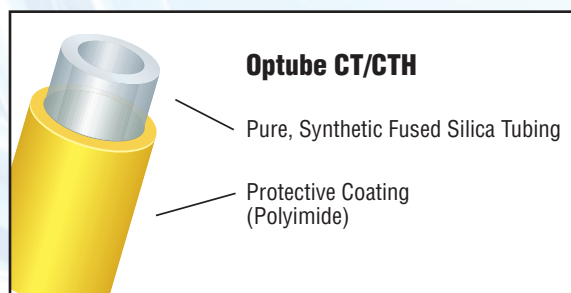 Optube CT/CTH
Pure, Synthetic Fused Silica Tubing
Protective Coating
(Polyimide)